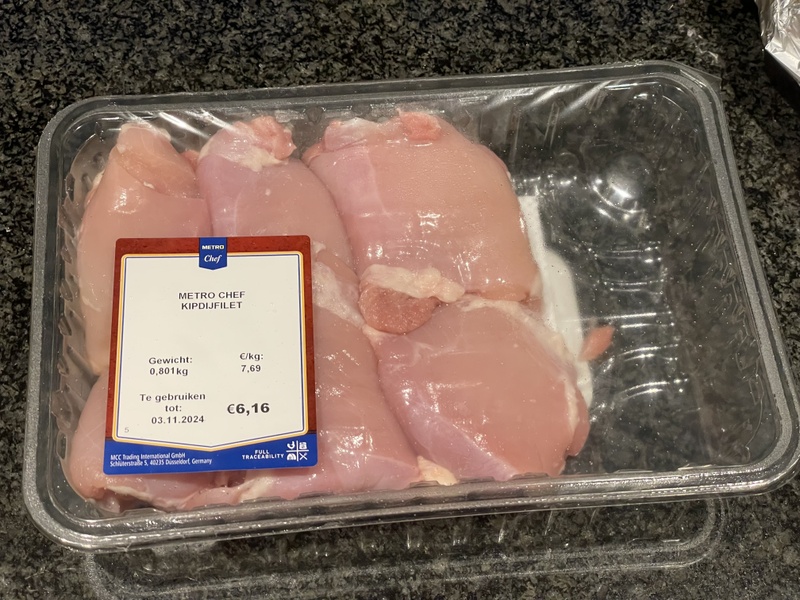 METRO
Chef
METRO CHEF
KIPDIJFILET
Gewicht:
0,801kg
€/kg:
7,69
Te gebruiken
tot:
03.11.2024
€6,16
5
MCC Trading International GmbH
Schlüterstraße 5, 40235 Düsseldorf, Germany
FULL
TRACEABILITY